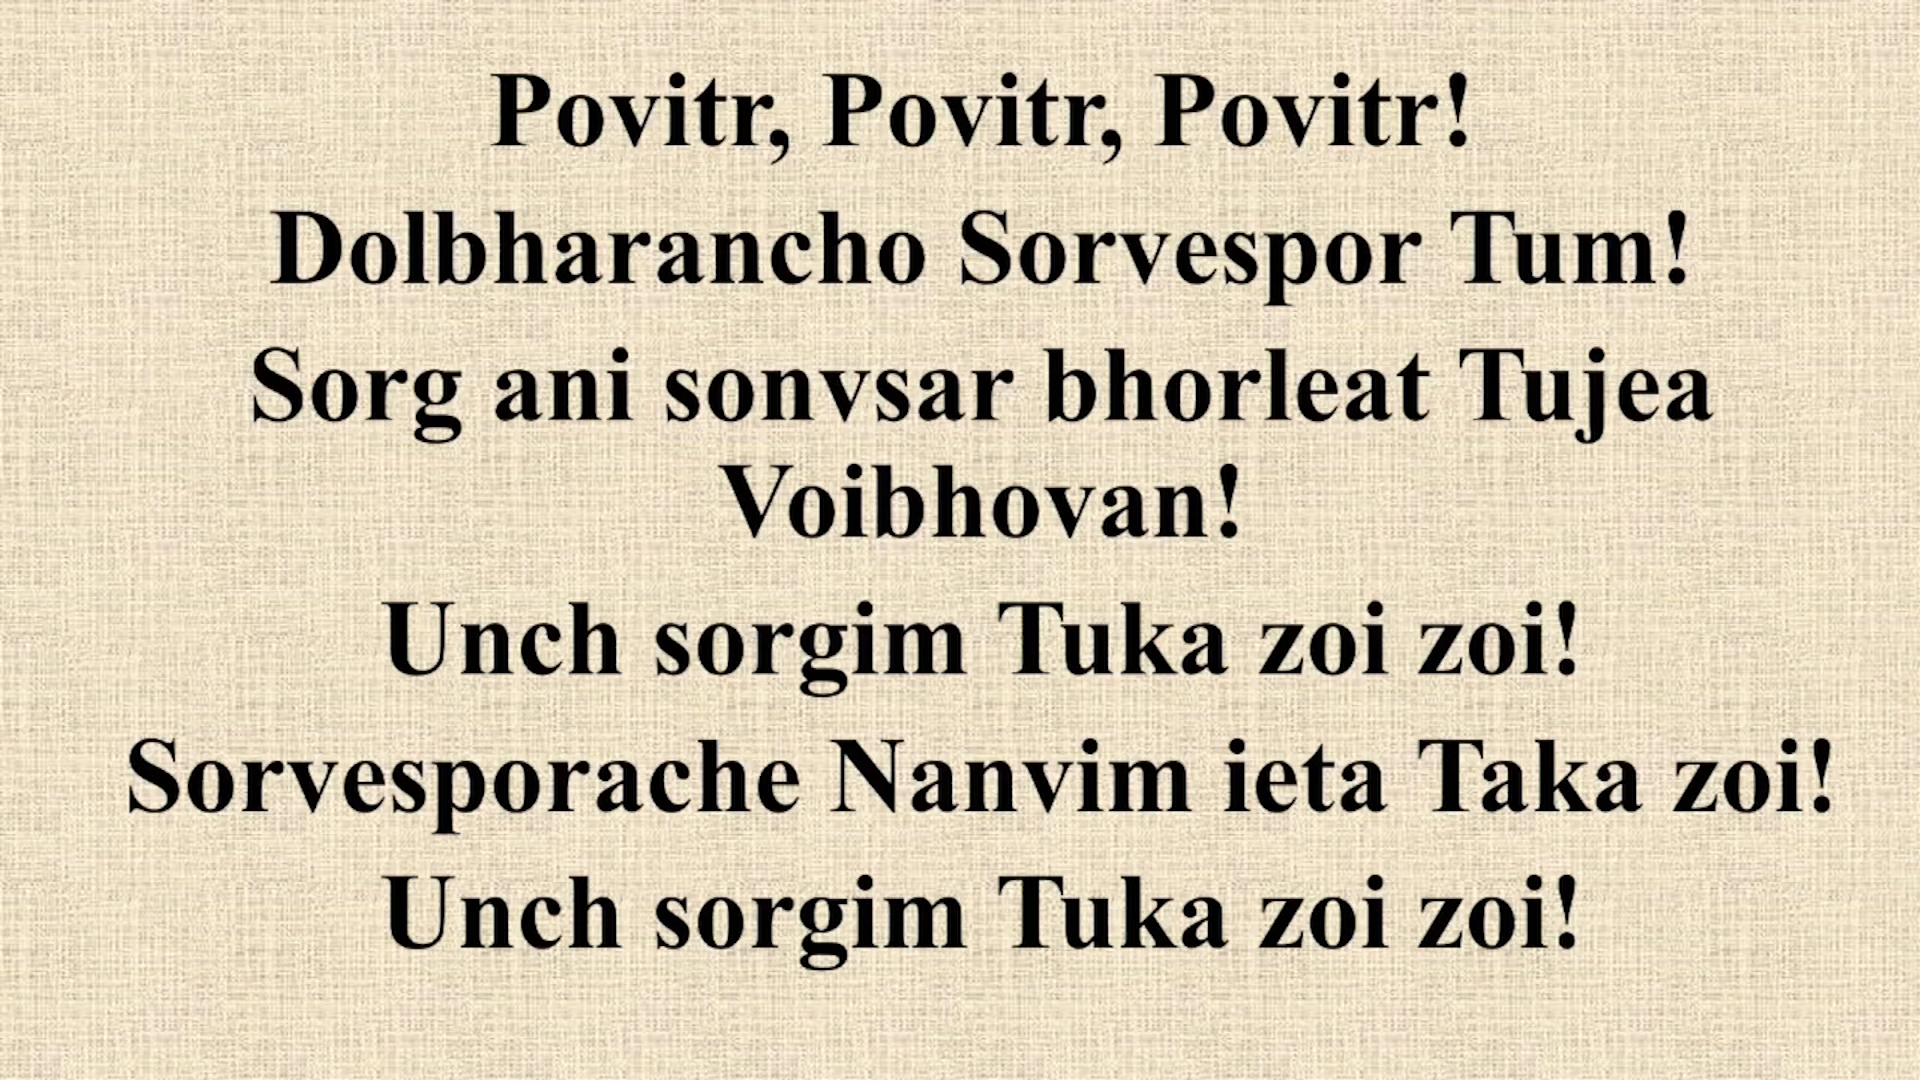 Povitr, Povitr, Povitr!
Dolbharancho Sorvespor Tum!
Sorg ani sonvsar bhorleat Tujea
Voibhovan!
Unch sorgim Tuka zoi zoi!
Sorvesporache Nanvim ieta Taka zoi!
Unch sorgim Tuka zoi zoi!